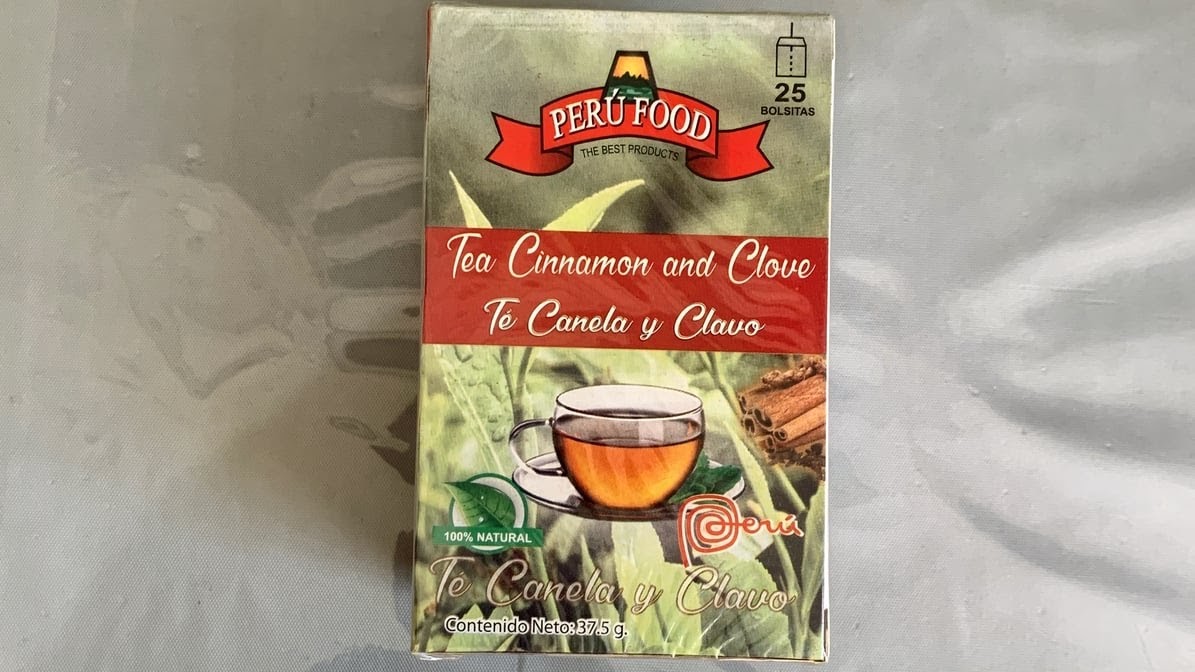 25
BOLSITAS
PERÚ FOOD
THE BEST PRODUCTS
Tea Cinnamon and Clove
Té Canela y Clavo
Perú
100% NATURAL
Té Canela y Clavo
Contenido Neto: 37.5 g.